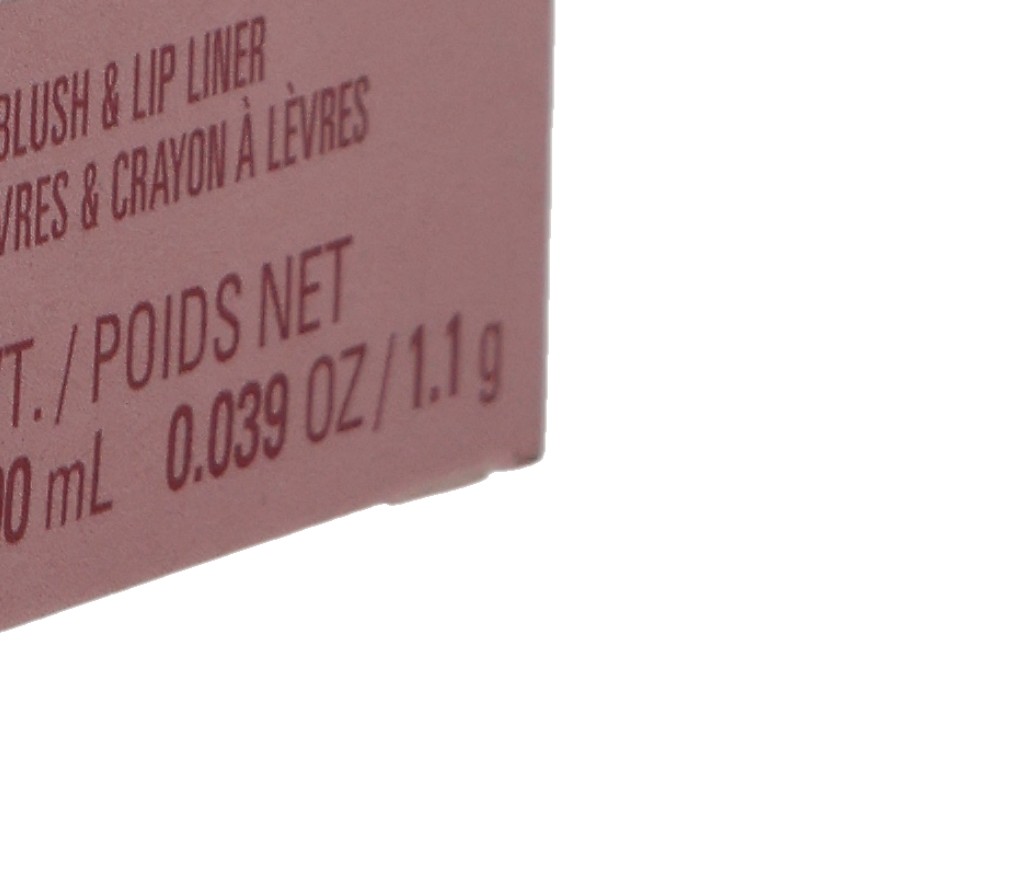 BLUSH & LIP LINER
VRES & CRAYON À LÈVRES
T. / POIDS NET
0 mL 0.039 OZ / 1.1 g